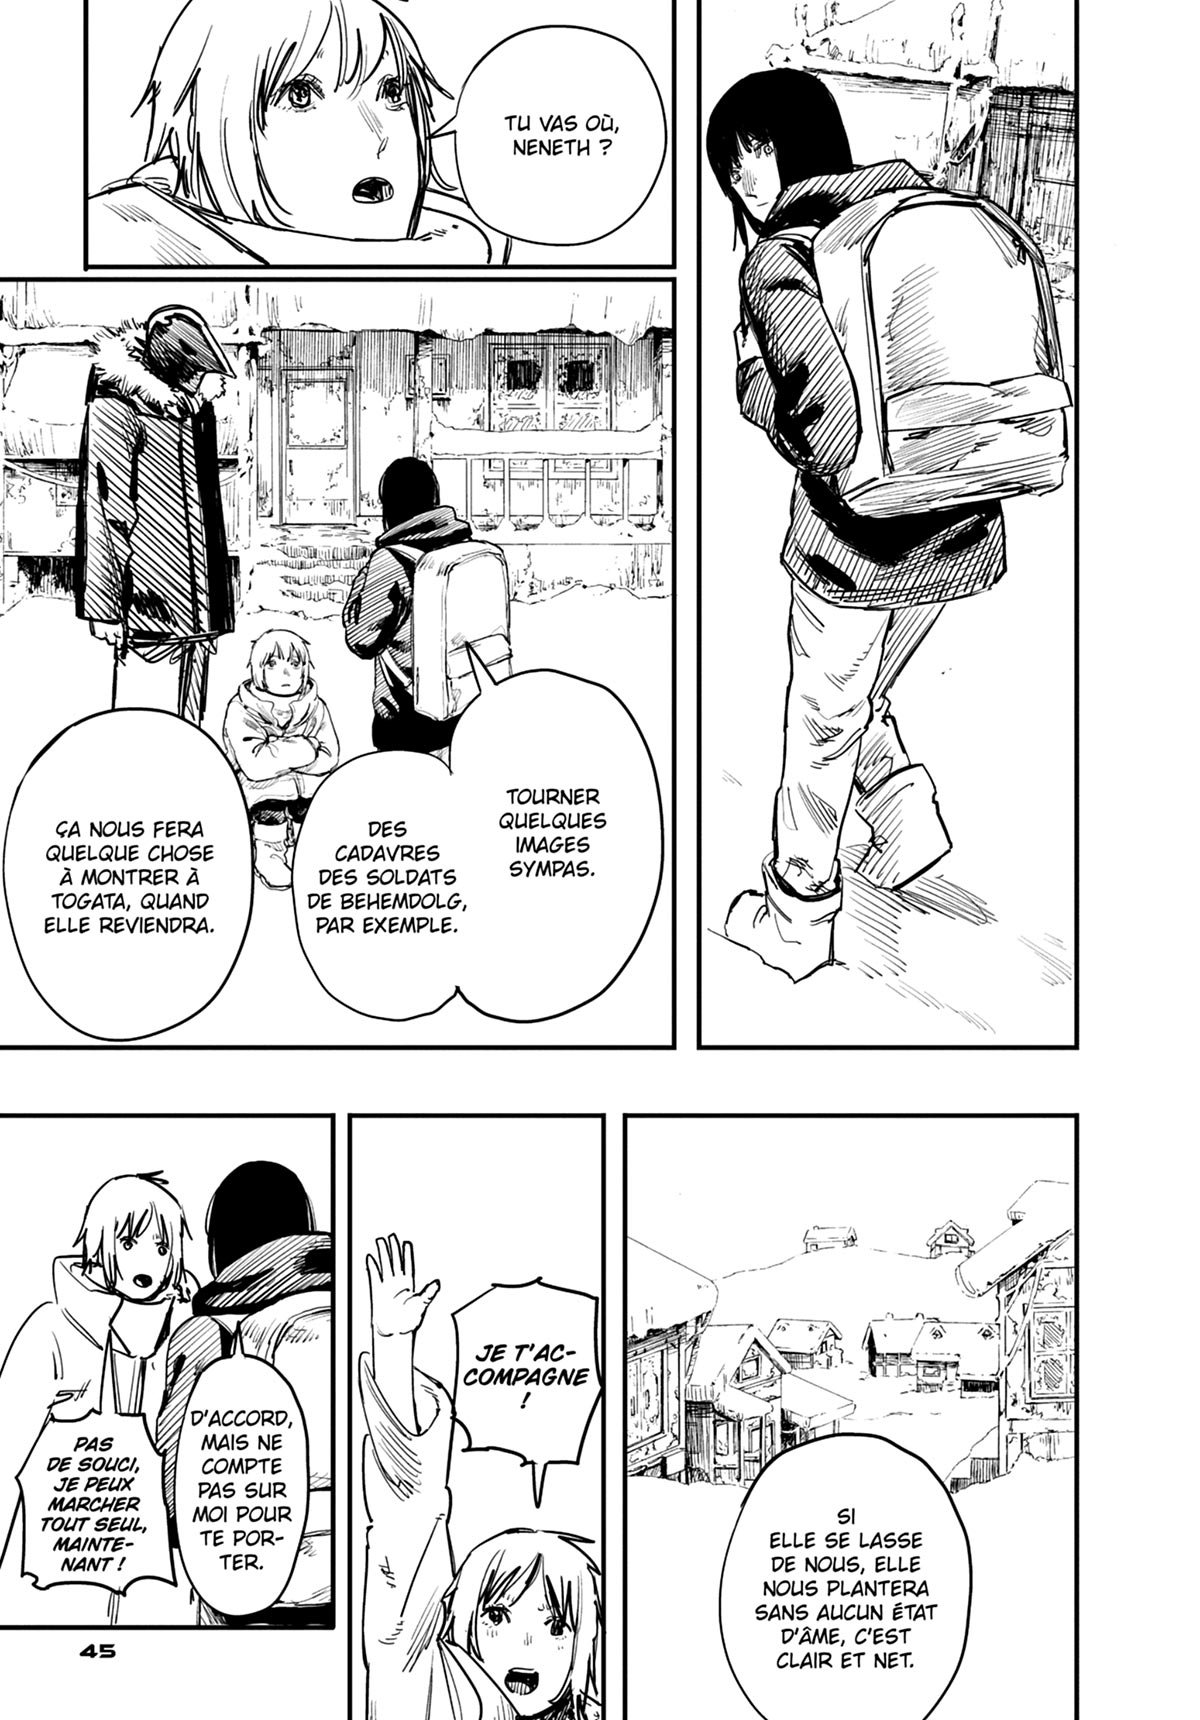 TU VAS OÙ,
NENETH ?
TOURNER
QUELQUES
IMAGES
SYMPAS.
DES
CADAVRES
DES SOLDATS
DE BEHEMDOLG,
PAR EXEMPLE.
ÇA NOUS FERA
QUELQUE CHOSE
À MONTRER À
TOGATA, QUAND
ELLE REVIENDRA.
SI
ELLE SE LASSE
DE NOUS, ELLE
NOUS PLANTERA
SANS AUCUN ÉTAT
D'ÂME, C'EST
CLAIR ET NET.
JE T'AC-
COMPAGNE
!
D'ACCORD,
MAIS NE
COMPTE
PAS SUR
MOI POUR
TE POR-
TER.
PAS
DE SOUCI,
JE PEUX
MARCHER
TOUT SEUL,
MAINTE-
NANT !
45